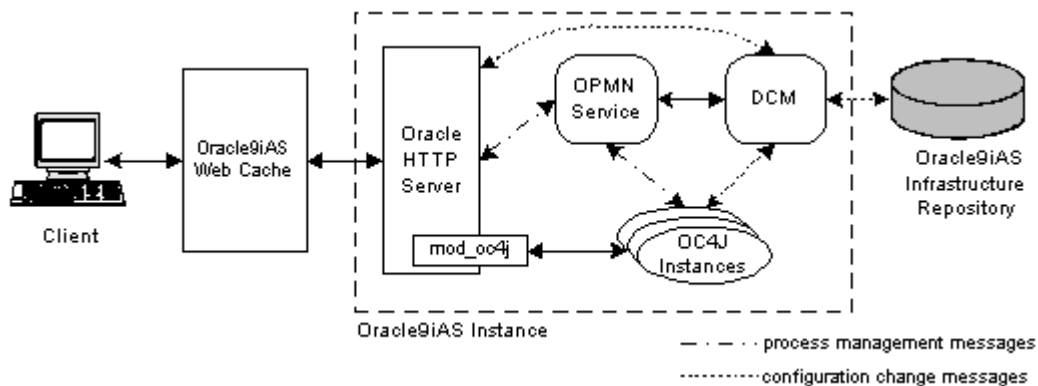 Client
Oracle9iAS
Web Cache
Oracle
HTTP
Server
mod_oc4j
OPMN
Service
DCM
OC4J
Instances
Oracle9iAS Instance
Oracle9iAS
Infrastructure
Repository
process management messages
configuration change messages